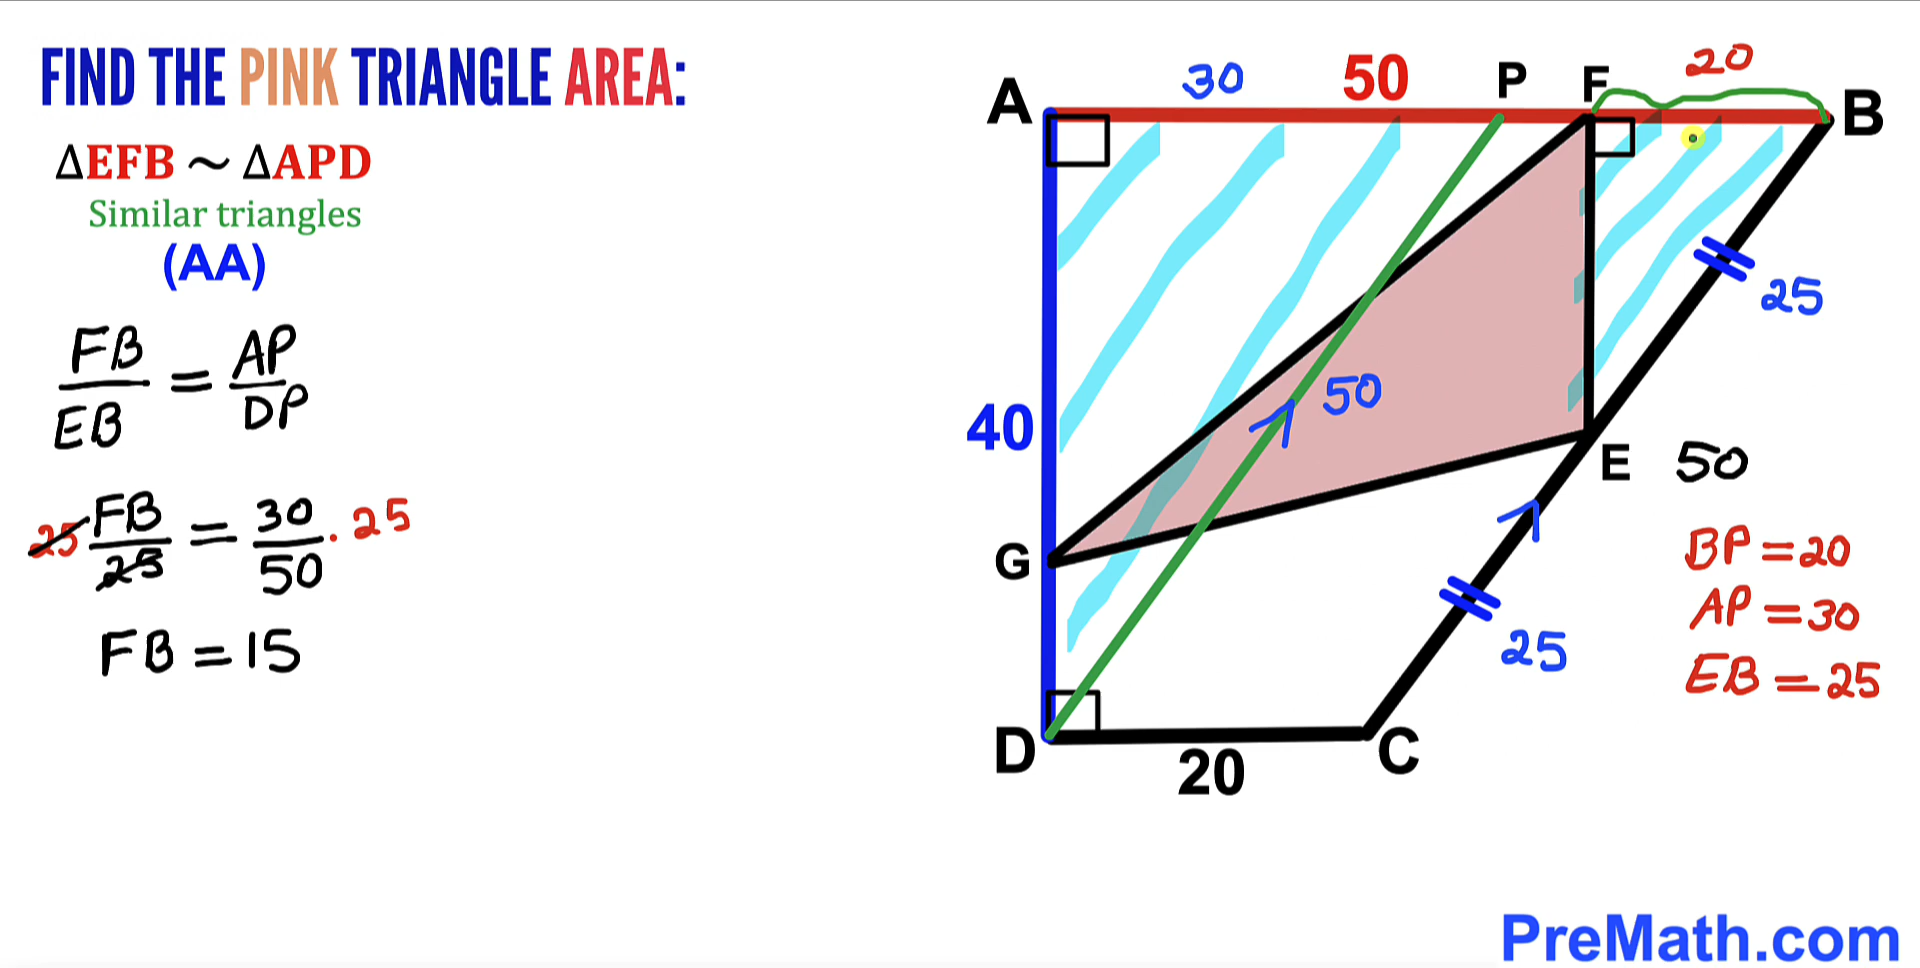 FIND THE PINK TRIANGLE AREA:
ΔEFB ~ ΔAPD
Similar triangles
(AA)
FB/EB = AP/DP
25 FB/25 = 30/50 · 25
FB = 15
A 30 50 P F 20 B
25
50
40
E 50
G
BP = 20
AP = 30
25
EB = 25
D C
20
PreMath.com